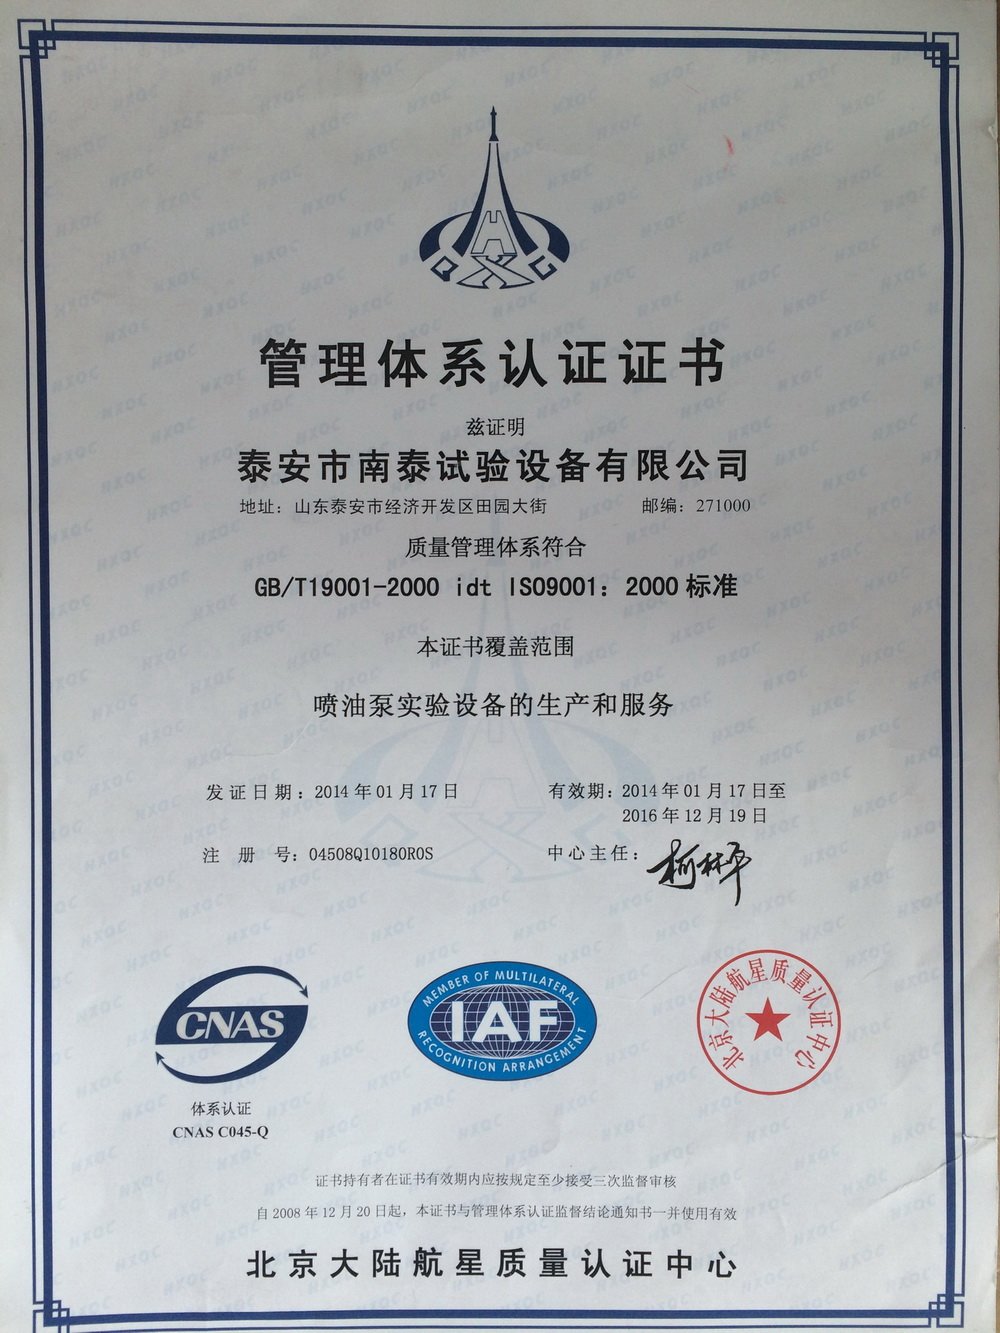 管理体系认证证书
兹证明
泰安市南泰试验设备有限公司
地址：山东泰安市经济开发区田园大街 邮编：271000
质量管理体系符合
GB/T19001-2000 idt ISO9001：2000 标准
本证书覆盖范围
喷油泵实验设备的生产和服务
发证日期：2014 年 01 月 17 日 有效期：2014 年 01 月 17 日至
2016 年 12 月 19 日
注 册 号：04508Q10180R0S 中心主任：
CNAS
MEMBER OF MULTILATERAL
IAF
RECOGNITION ARRANGEMENT
北京大陆航星质量认证中心
体系认证
CNAS C045-Q
证书持有者在证书有效期内应按规定至少接受三次监督审核
自 2008 年 12 月 20 日起，本证书与管理体系认证监督结论通知书一并使用有效
北京大陆航星质量认证中心